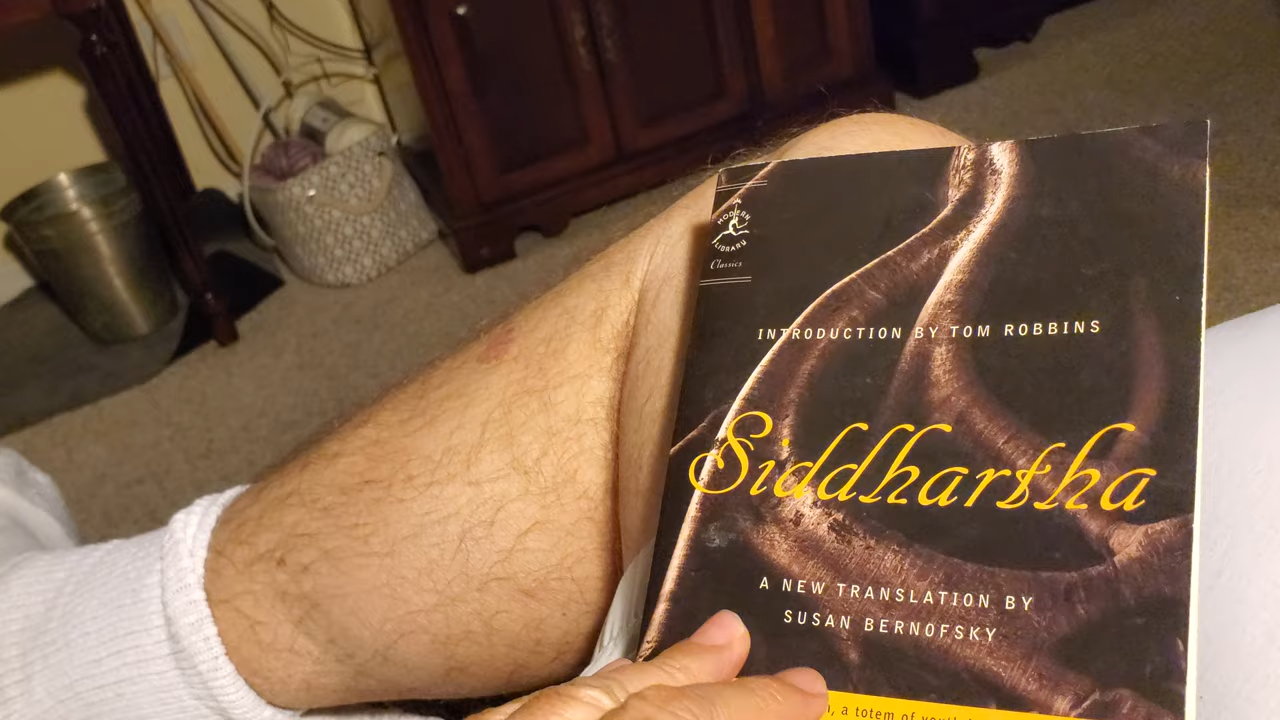 MODERN
LIBRARY
Classics
INTRODUCTION BY TOM ROBBINS
Siddhartha
A NEW TRANSLATION BY
SUSAN BERNOFSKY
, a totem of youth